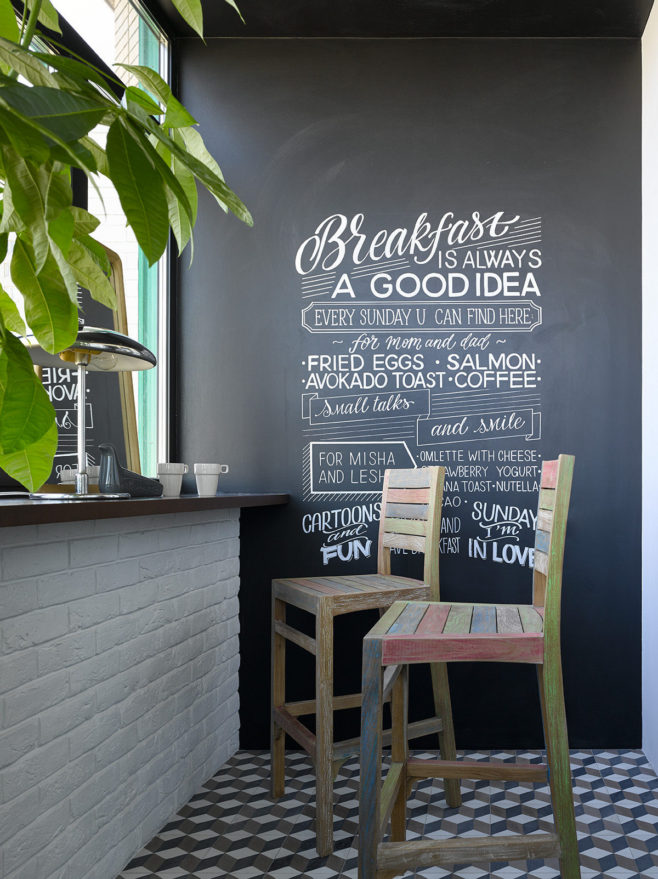 Breakfast
IS ALWAYS
A GOOD IDEA
EVERY SUNDAY U CAN FIND HERE:
~ for mom and dad ~
·FRIED EGGS · SALMON·
·AVOKADO TOAST ·COFFEE·
small talks
and smile
FOR MISHA
AND
·OMLETTE WITH CHEESE·
YOGURT·
TOAST·NUTELLA
CARTOONS
and
FUN
AND
SUNDAY
I'm
IN LOVE